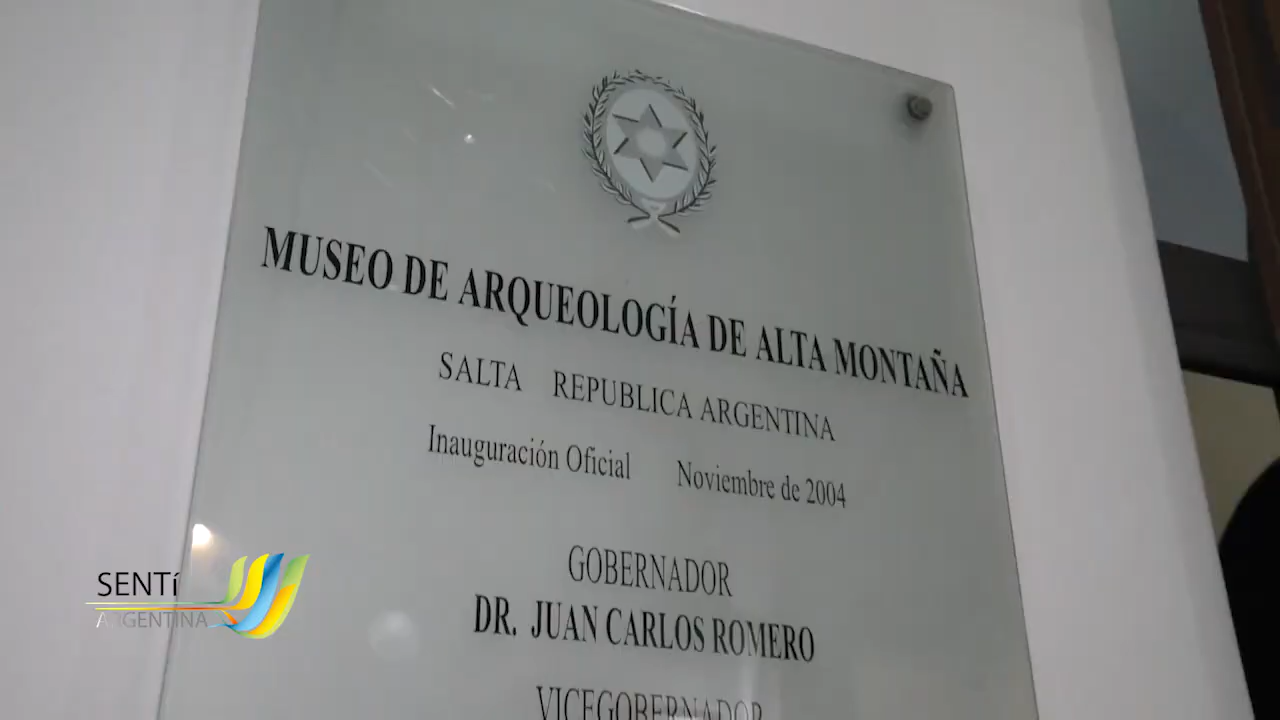 MUSEO DE ARQUEOLOGÍA DE ALTA MONTAÑA
SALTA REPUBLICA ARGENTINA
Inauguración Oficial Noviembre de 2004
GOBERNADOR
DR. JUAN CARLOS ROMERO
VICEGOBERNADOR
SENTí
ARGENTINA